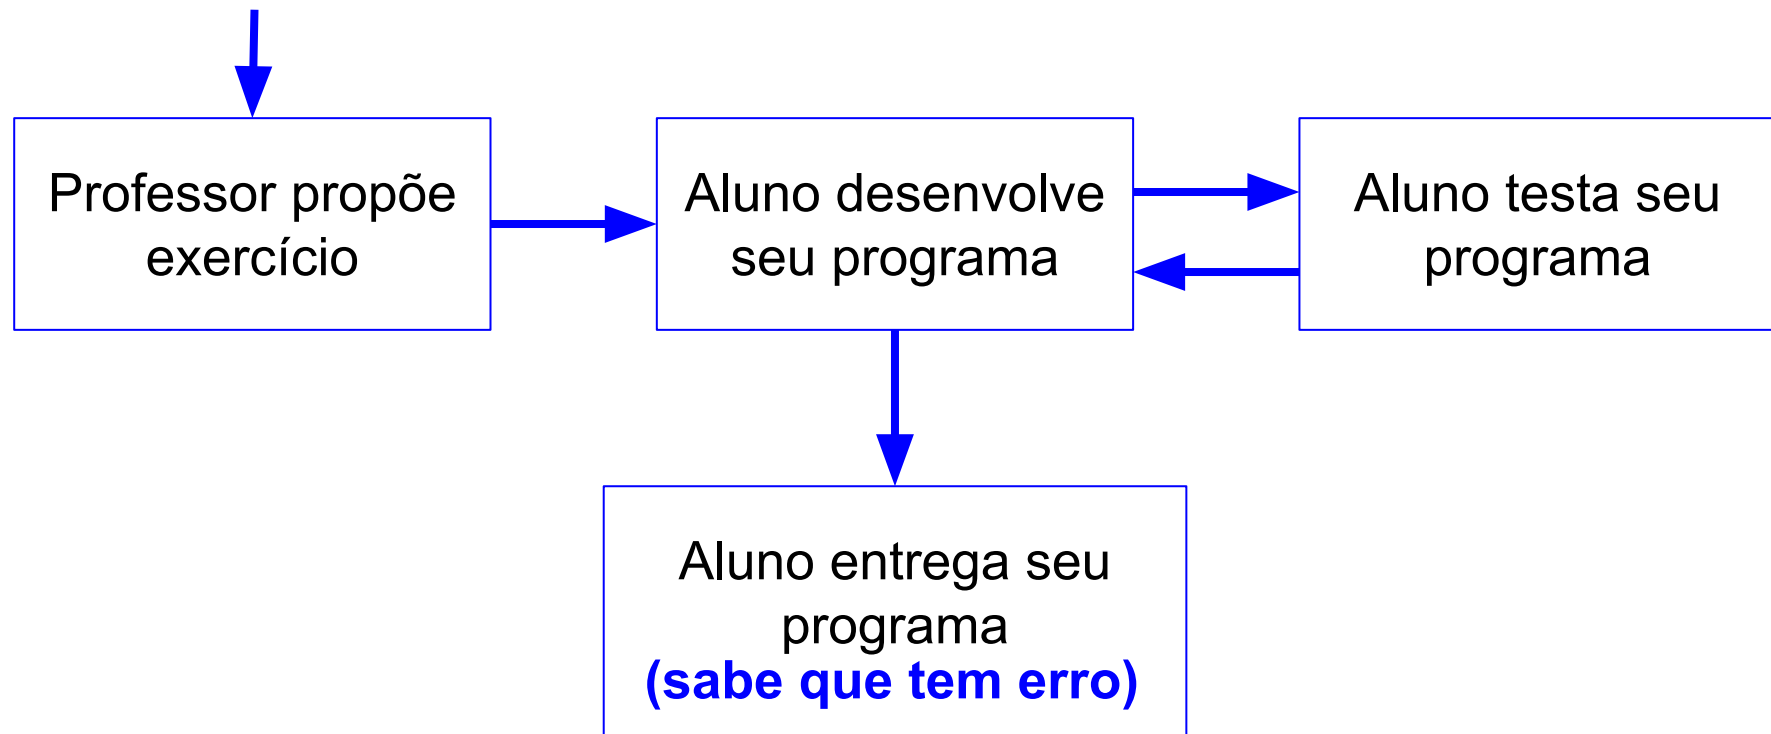 Professor propõe
exercício
Aluno desenvolve
seu programa
Aluno testa seu
programa
Aluno entrega seu
programa
(sabe que tem erro)